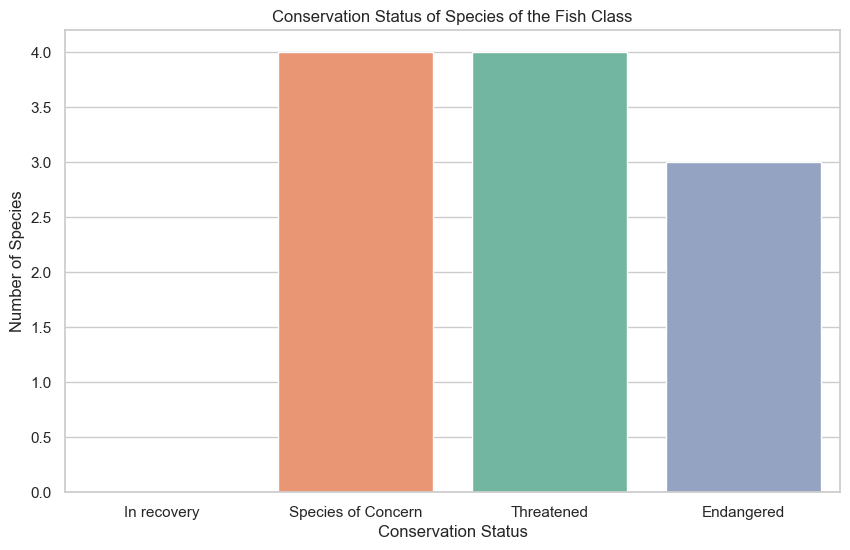 Conservation Status of Species of the Fish Class
4.0
3.5
3.0
2.5
2.0
1.5
1.0
0.5
0.0
Number of Species
In recovery Species of Concern Threatened Endangered
Conservation Status